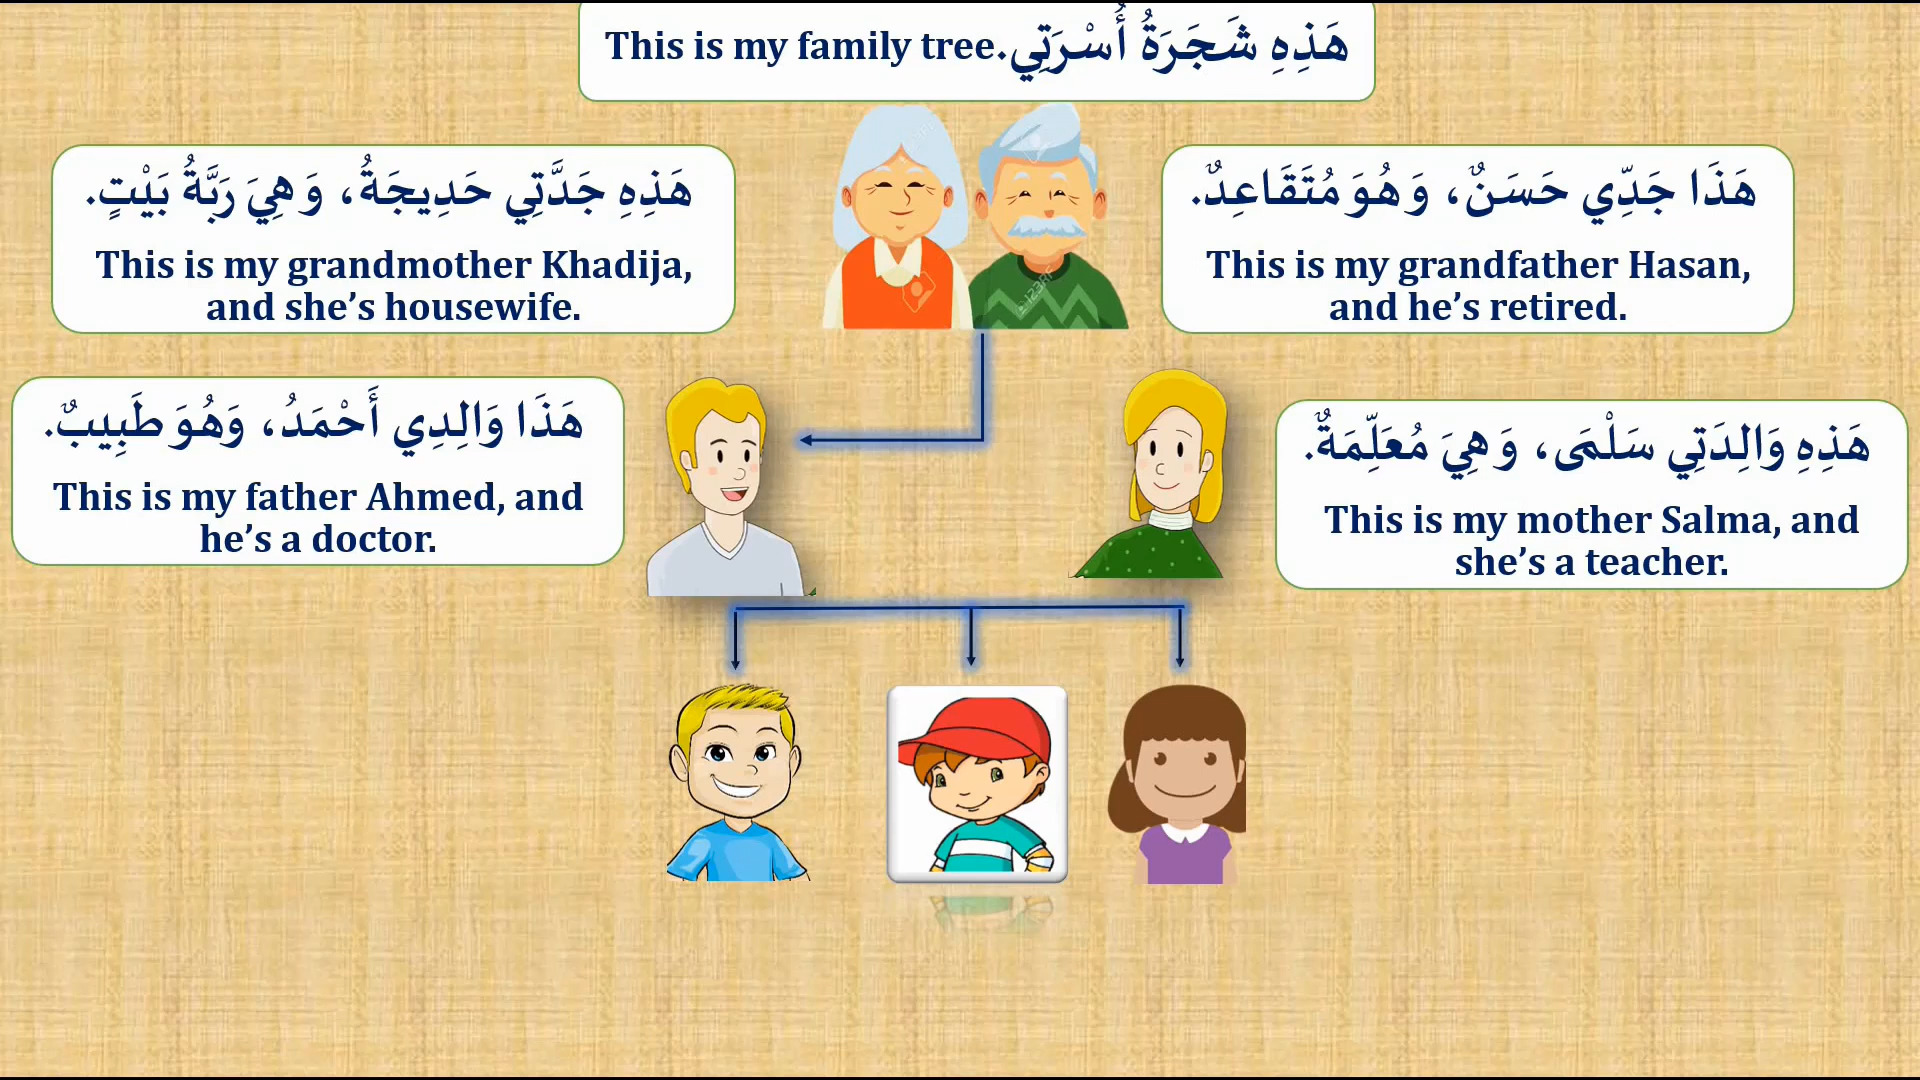 This is my family tree.هَذِهِ شَجَرَةُ أُسْرَتِي
هَذِهِ جَدَّتِي خَدِيجَةُ، وَهِيَ رَبَّةُ بَيْتٍ.
This is my grandmother Khadija,
and she's housewife.
هَذَا جَدِّي حَسَنٌ، وَهُوَ مُتَقَاعِدٌ.
This is my grandfather Hasan,
and he's retired.
هَذَا وَالِدِي أَحْمَدُ، وَهُوَ طَبِيبٌ.
This is my father Ahmed, and
he's a doctor.
هَذِهِ وَالِدَتِي سَلْمَى، وَهِيَ مُعَلِّمَةٌ.
This is my mother Salma, and
she's a teacher.